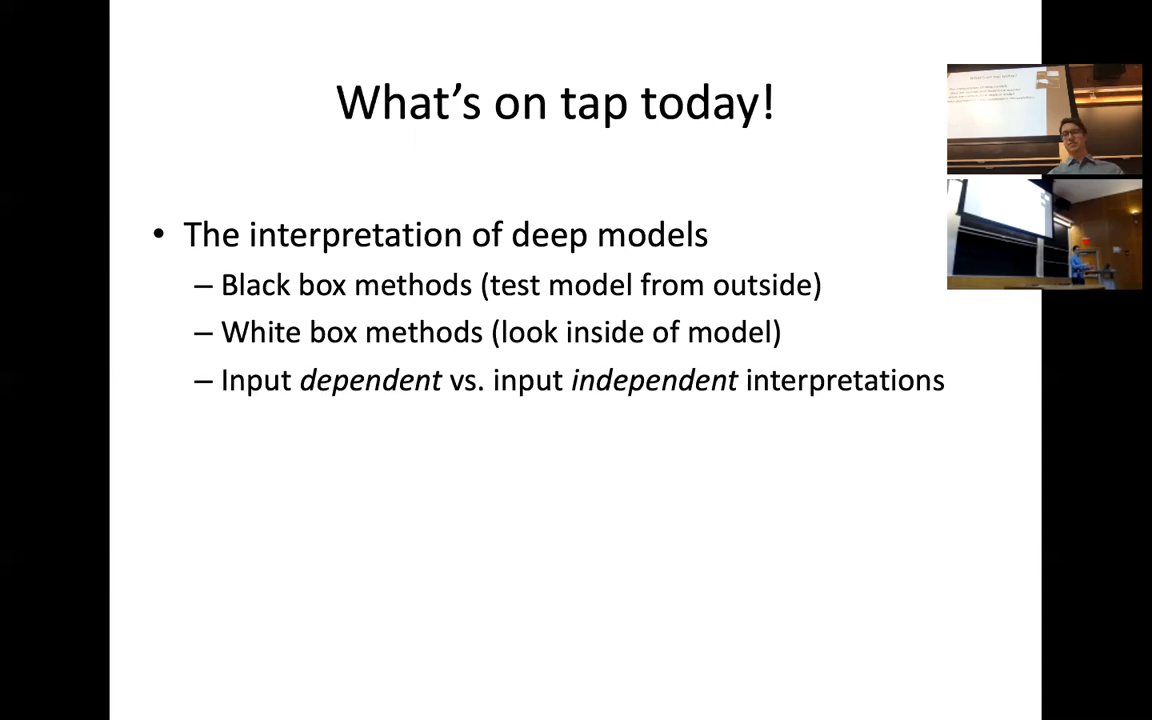 What's on tap today!
• The interpretation of deep models
– Black box methods (test model from outside)
– White box methods (look inside of model)
– Input dependent vs. input independent interpretations